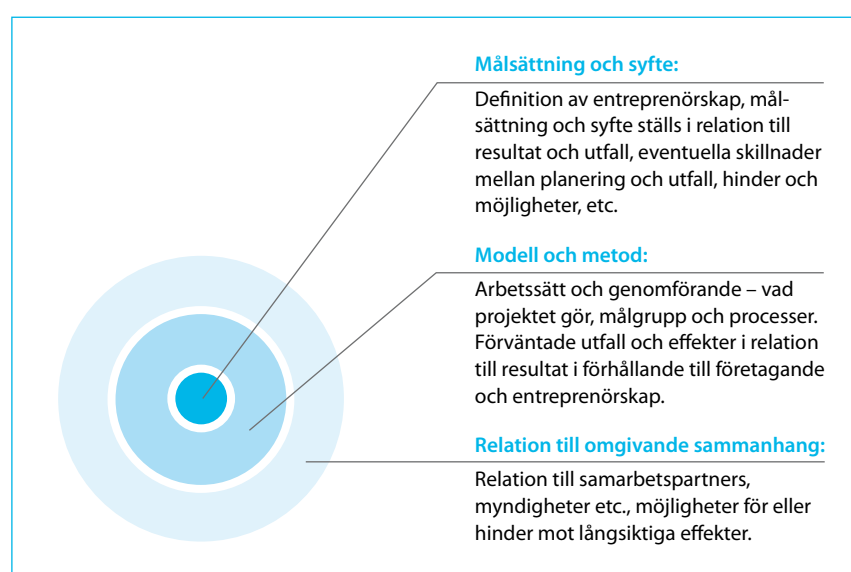 Målsättning och syfte:
Definition av entreprenörskap, mål-
sättning och syfte ställs i relation till
resultat och utfall, eventuella skillnader
mellan planering och utfall, hinder och
möjligheter, etc.
Modell och metod:
Arbetssätt och genomförande – vad
projektet gör, målgrupp och processer.
Förväntade utfall och effekter i relation
till resultat i förhållande till företagande
och entreprenörskap.
Relation till omgivande sammanhang:
Relation till samarbetspartners,
myndigheter etc., möjligheter för eller
hinder mot långsiktiga effekter.